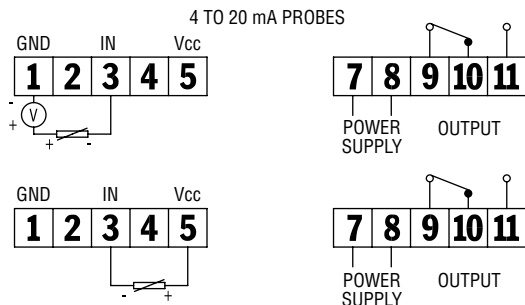 4 TO 20 mA PROBES
GND IN Vcc
1 2 3 4 5
7 8 9 10 11
- V +
+ -
POWER SUPPLY
OUTPUT
GND IN Vcc
1 2 3 4 5
7 8 9 10 11
- +
POWER SUPPLY
OUTPUT